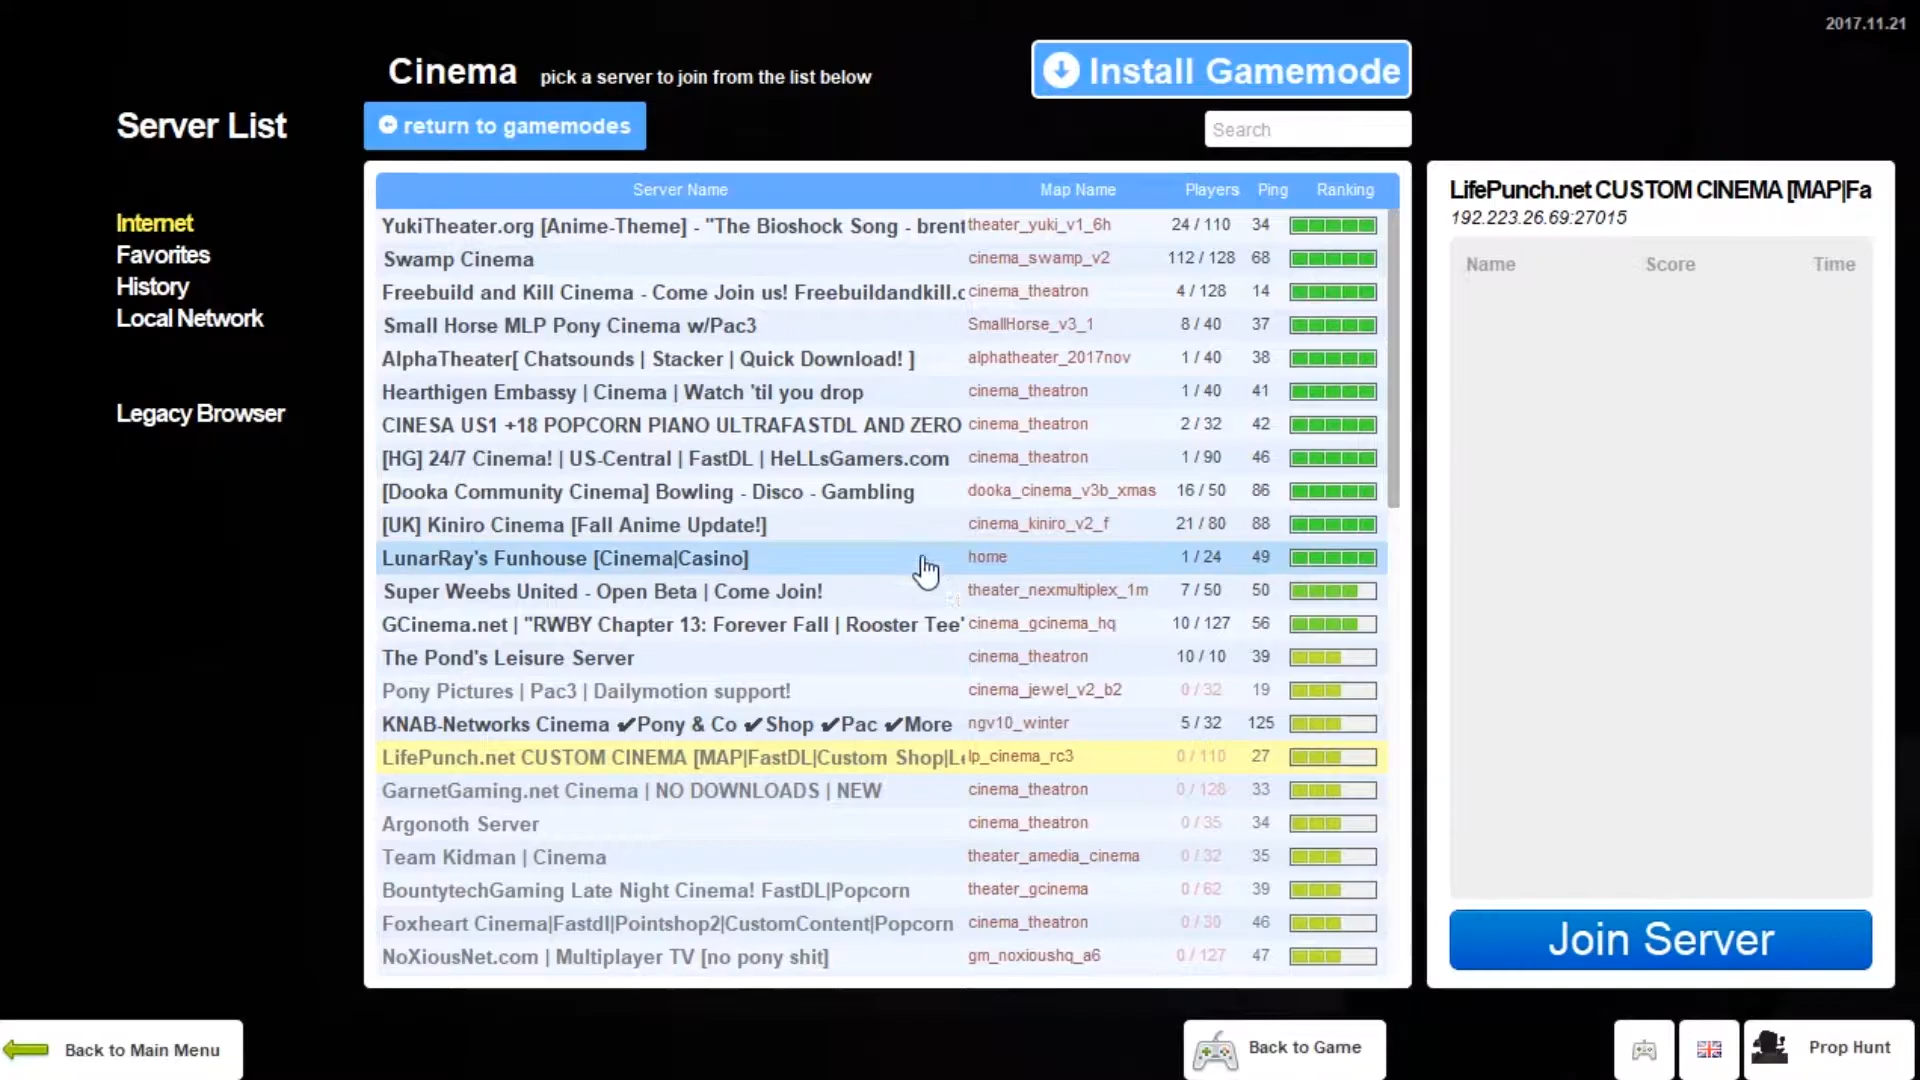 2017.11.21
Cinema pick a server to join from the list below
Install Gamemode
Server List
return to gamemodes
Search
Internet
Favorites
History
Local Network
Legacy Browser
Server Name Map Name Players Ping Ranking
YukiTheater.org [Anime-Theme] - "The Bioshock Song - brent theater_yuki_v1_6h 24 / 110 34
Swamp Cinema cinema_swamp_v2 112 / 128 68
Freebuild and Kill Cinema - Come Join us! Freebuildandkill.c cinema_theatron 4 / 128 14
Small Horse MLP Pony Cinema w/Pac3 SmallHorse_v3_1 8 / 40 37
AlphaTheater[ Chatsounds | Stacker | Quick Download! ] alphatheater_2017nov 1 / 40 38
Hearthigen Embassy | Cinema | Watch 'til you drop cinema_theatron 1 / 40 41
CINESA US1 +18 POPCORN PIANO ULTRAFASTDL AND ZERO cinema_theatron 2 / 32 42
[HG] 24/7 Cinema! | US-Central | FastDL | HeLLsGamers.com cinema_theatron 1 / 90 46
[Dooka Community Cinema] Bowling - Disco - Gambling dooka_cinema_v3b_xmas 16 / 50 86
[UK] Kiniro Cinema [Fall Anime Update!] cinema_kiniro_v2_f 21 / 80 88
LunarRay's Funhouse [Cinema|Casino] home 1 / 24 49
Super Weebs United - Open Beta | Come Join! theater_nexmultiplex_1m 7 / 50 50
GCinema.net | "RWBY Chapter 13: Forever Fall | Rooster Tee" cinema_gcinema_hq 10 / 127 56
The Pond's Leisure Server cinema_theatron 10 / 10 39
Pony Pictures | Pac3 | Dailymotion support! cinema_jewel_v2_b2 0 / 32 19
KNAB-Networks Cinema ✔Pony & Co ✔Shop ✔Pac ✔More ngv10_winter 5 / 32 125
LifePunch.net CUSTOM CINEMA [MAP|FastDL|Custom Shop|Le lp_cinema_rc3 0 / 110 27
GarnetGaming.net Cinema | NO DOWNLOADS | NEW cinema_theatron 0 / 128 33
Argonoth Server cinema_theatron 0 / 35 34
Team Kidman | Cinema theater_amedia_cinema 0 / 32 35
BountytechGaming Late Night Cinema! FastDL|Popcorn theater_gcinema 0 / 62 39
Foxheart Cinema|Fastdl|Pointshop2|CustomContent|Popcorn cinema_theatron 0 / 30 46
NoXiousNet.com | Multiplayer TV [no pony shit] gm_noxioushq_a6 0 / 127 47
LifePunch.net CUSTOM CINEMA [MAP|Fa
192.223.26.69:27015
Name Score Time
Join Server
Back to Main Menu
Back to Game
Prop Hunt